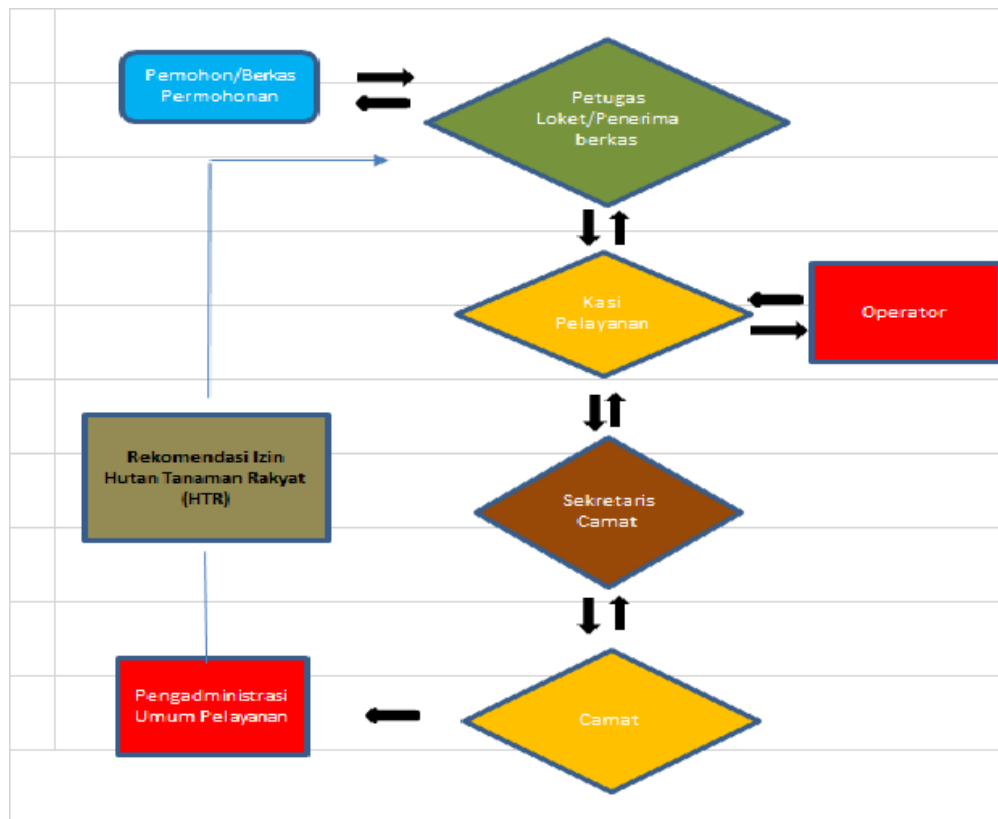 Pemohon/Berkas
Permohonan
Petugas
Loket/Penerima
berkas
Kasi
Pelayanan
Operator
Rekomendasi Izin
Hutan Tanaman Rakyat
(HTR)
Sekretaris
Camat
Pengadministrasi
Umum Pelayanan
Camat